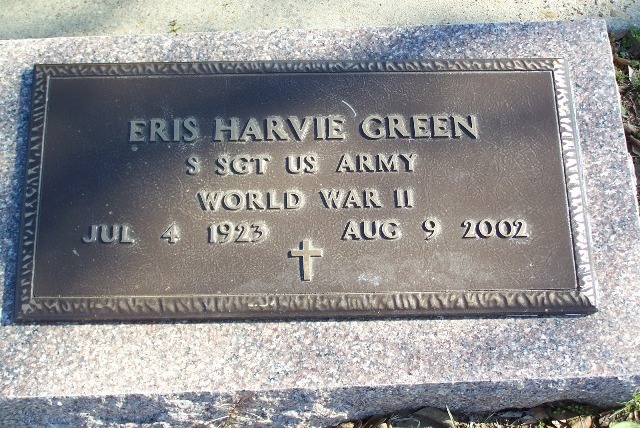 ERIS HARVIE GREEN
S SGT US ARMY
WORLD WAR II
JUL 4 1923 AUG 9 2002